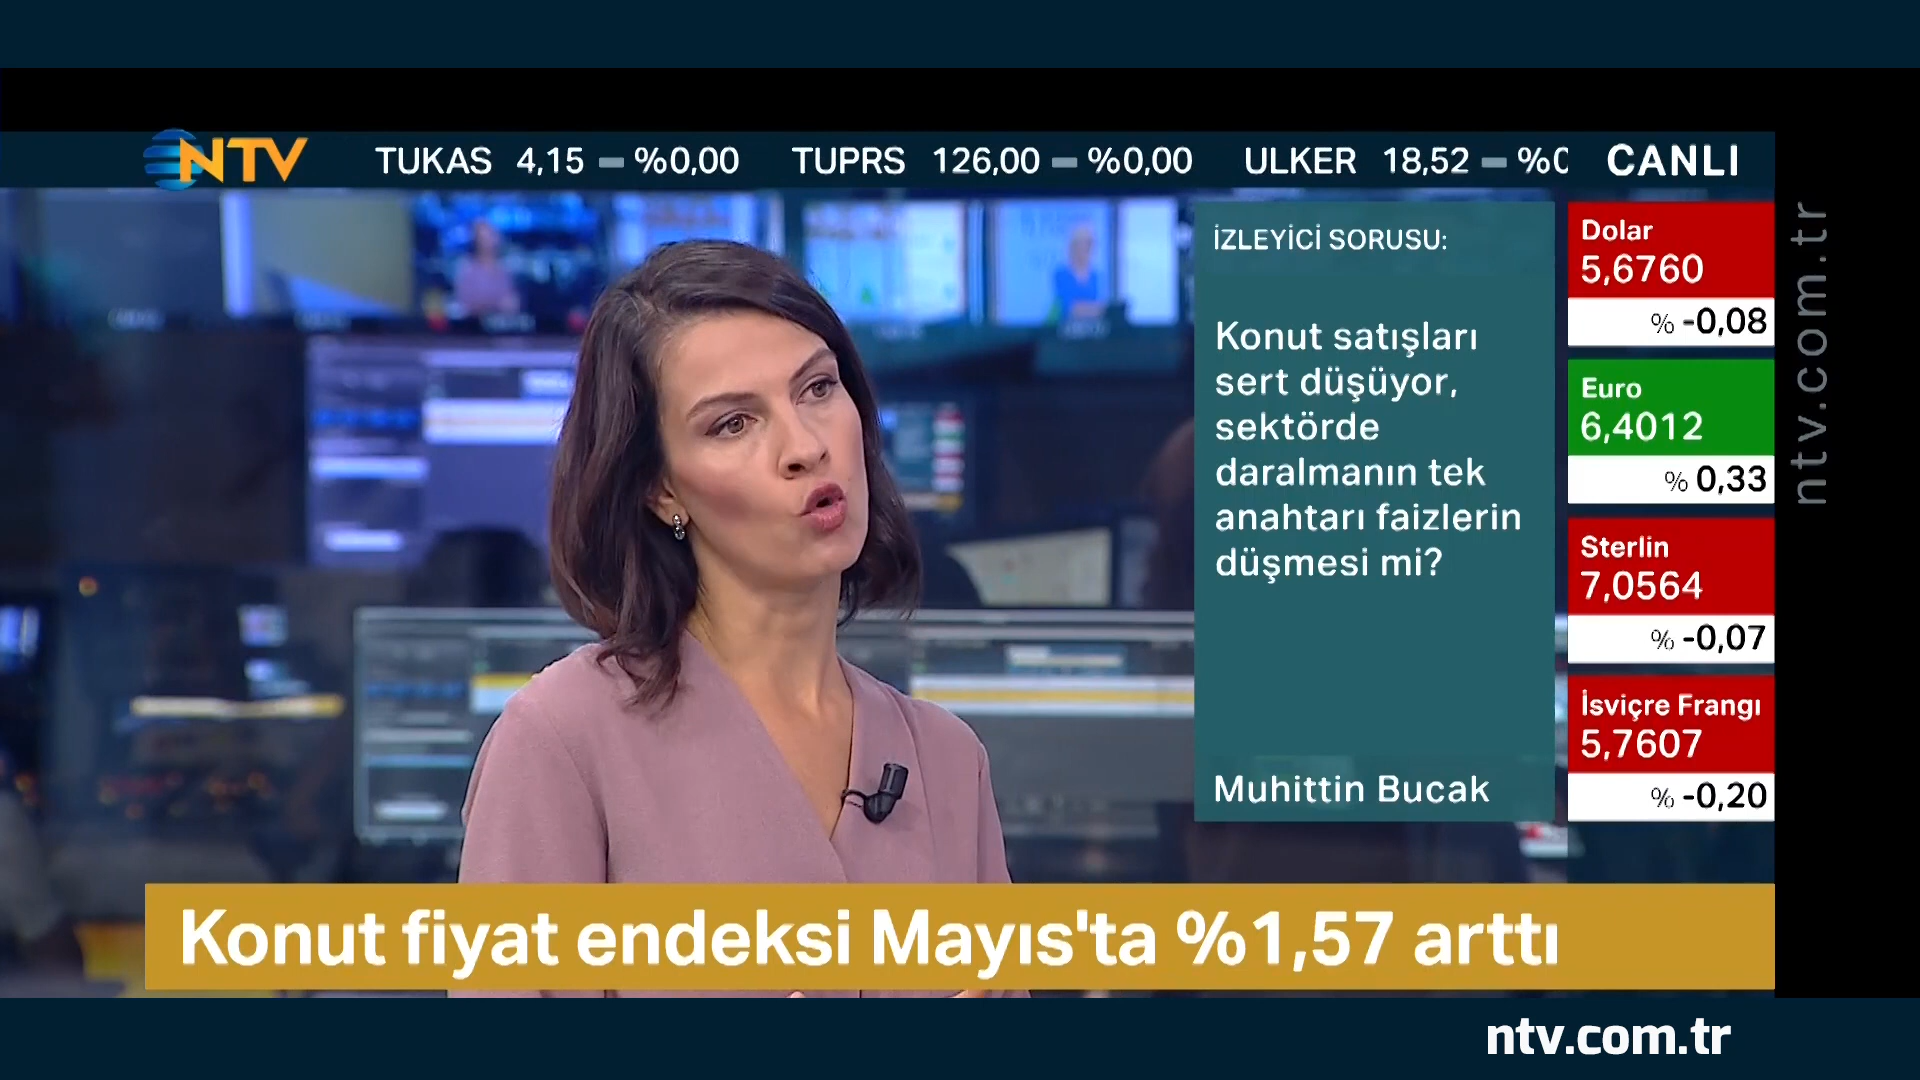 NTV
TUKAS 4,15 %0,00 TUPRS 126,00 %0,00 ULKER 18,52 %0 CANLI
İZLEYİCİ SORUSU:
Konut satışları
sert düşüyor,
sektörde
daralmanın tek
anahtarı faizlerin
düşmesi mi?
Muhittin Bucak
Dolar
5,6760
% -0,08
Euro
6,4012
% 0,33
Sterlin
7,0564
% -0,07
İsviçre Frangı
5,7607
% -0,20
ntv.com.tr
Konut fiyat endeksi Mayıs'ta %1,57 arttı
ntv.com.tr